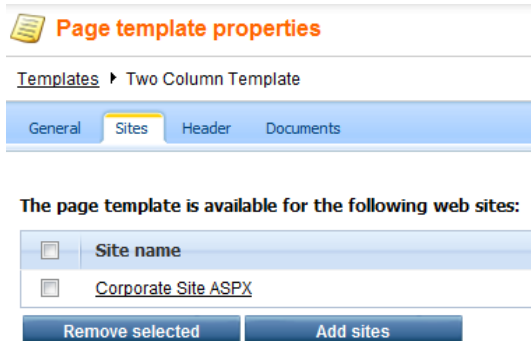 Page template properties
Templates ▸ Two Column Template
General Sites Header Documents
The page template is available for the following web sites:
Site name
Corporate Site ASPX
Remove selected Add sites